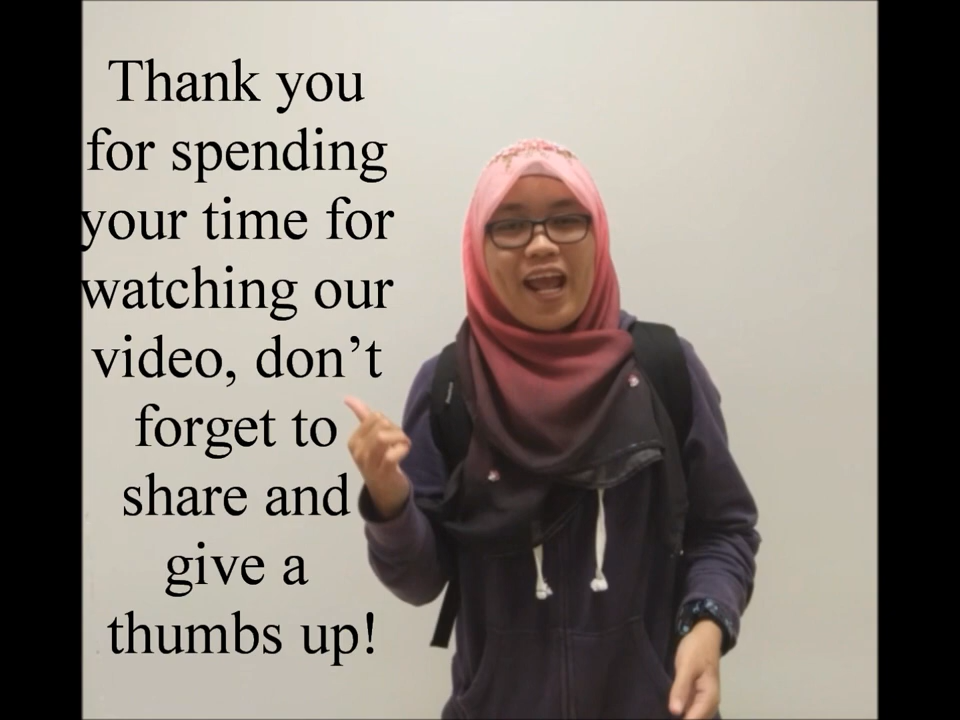 Thank you
for spending
your time for
watching our
video, don’t
forget to
share and
give a
thumbs up!